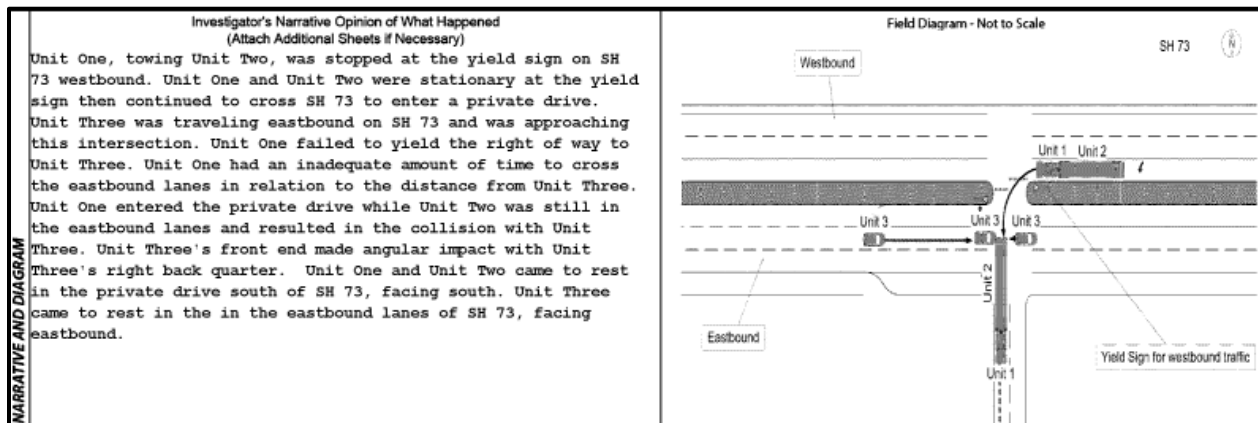 Investigator's Narrative Opinion of What Happened
(Attach Additional Sheets if Necessary)
Unit One, towing Unit Two, was stopped at the yield sign on SH
73 westbound. Unit One and Unit Two were stationary at the yield
sign then continued to cross SH 73 to enter a private drive.
Unit Three was traveling eastbound on SH 73 and was approaching
this intersection. Unit One failed to yield the right of way to
Unit Three. Unit One had an inadequate amount of time to cross
the eastbound lanes in relation to the distance from Unit Three.
Unit One entered the private drive while Unit Two was still in
the eastbound lanes and resulted in the collision with Unit
Three. Unit Three's front end made angular impact with Unit
Three's right back quarter.  Unit One and Unit Two came to rest
in the private drive south of SH 73, facing south. Unit Three
came to rest in the in the eastbound lanes of SH 73, facing
eastbound.
NARRATIVE AND DIAGRAM
Field Diagram - Not to Scale
SH 73
N
Westbound
Unit 1 Unit 2
Unit 3
Unit 3
Unit 3
Unit 2
Eastbound
Yield Sign for westbound traffic
Unit 1